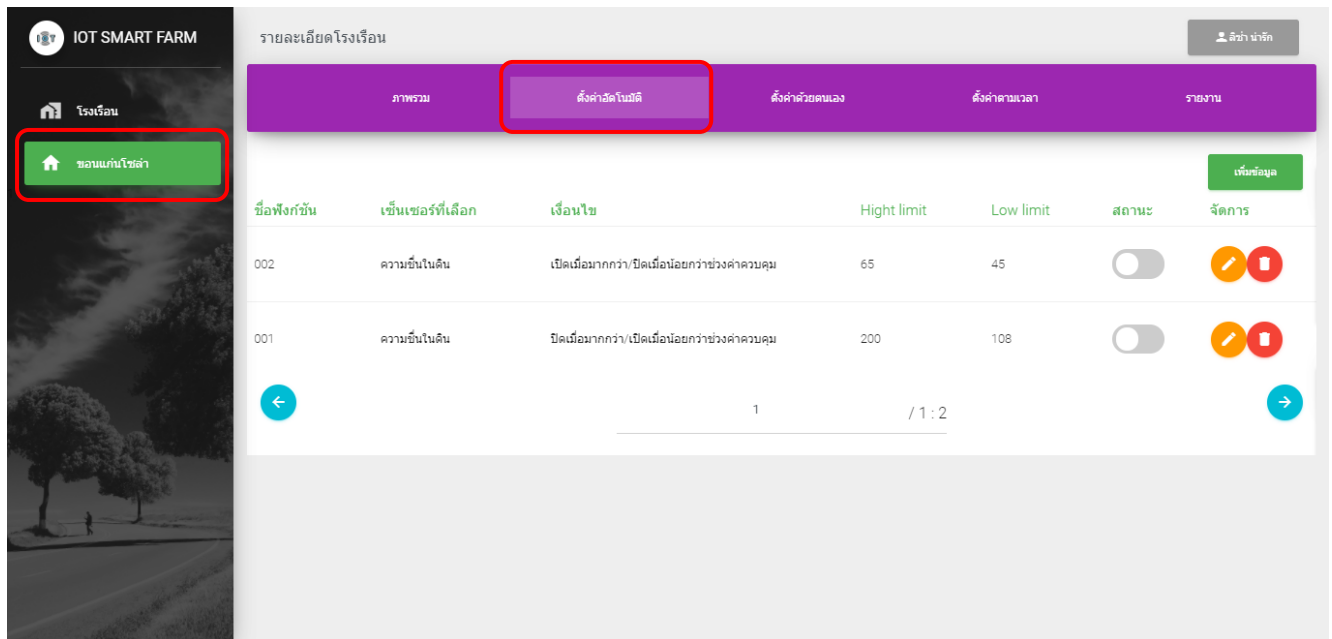 IOT SMART FARM
รายละเอียดโรงเรือน
ลิซ่า น่ารัก
โรงเรือน
ขอนแก่นโซล่า
ภาพรวม
ตั้งค่าอัตโนมัติ
ตั้งค่าด้วยตนเอง
ตั้งค่าตามเวลา
รายงาน
เพิ่มข้อมูล
ชื่อฟังก์ชัน เซ็นเซอร์ที่เลือก เงื่อนไข Hight limit Low limit สถานะ จัดการ
002 ความชื่นในดิน เปิดเมื่อมากกว่า/ปิดเมื่อน้อยกว่าช่วงค่าควบคุม 65 45
001 ความชื่นในดิน ปิดเมื่อมากกว่า/เปิดเมื่อน้อยกว่าช่วงค่าควบคุม 200 108
1 / 1 : 2